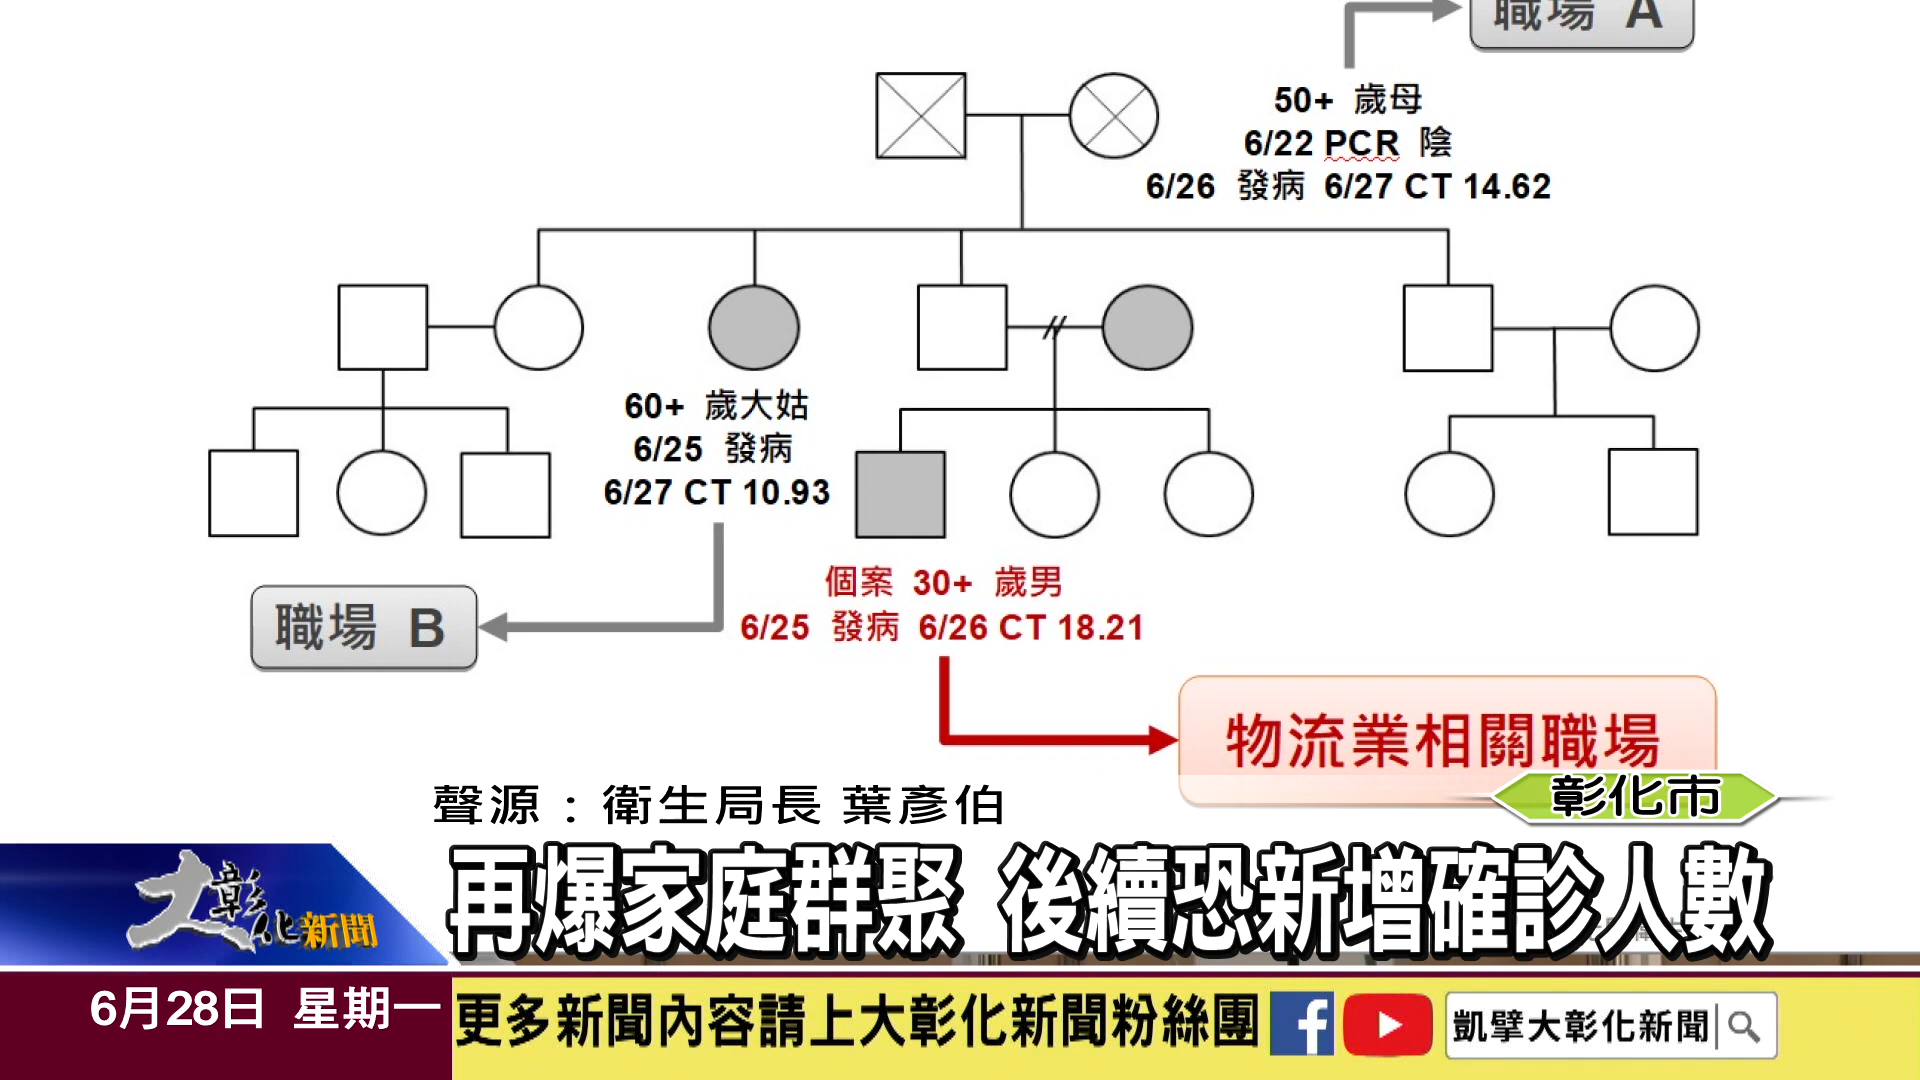 職場 A
50+ 歲母
6/22 PCR 陰
6/26 發病 6/27 CT 14.62
60+ 歲大姑
6/25 發病
6/27 CT 10.93
個案 30+ 歲男
6/25 發病 6/26 CT 18.21
職場 B
物流業相關職場
彰化市
聲源：衛生局長 葉彥伯
大彰化新聞
再爆家庭群聚 後續恐新增確診人數
6月28日 星期一
更多新聞內容請上大彰化新聞粉絲團
f
凱擘大彰化新聞